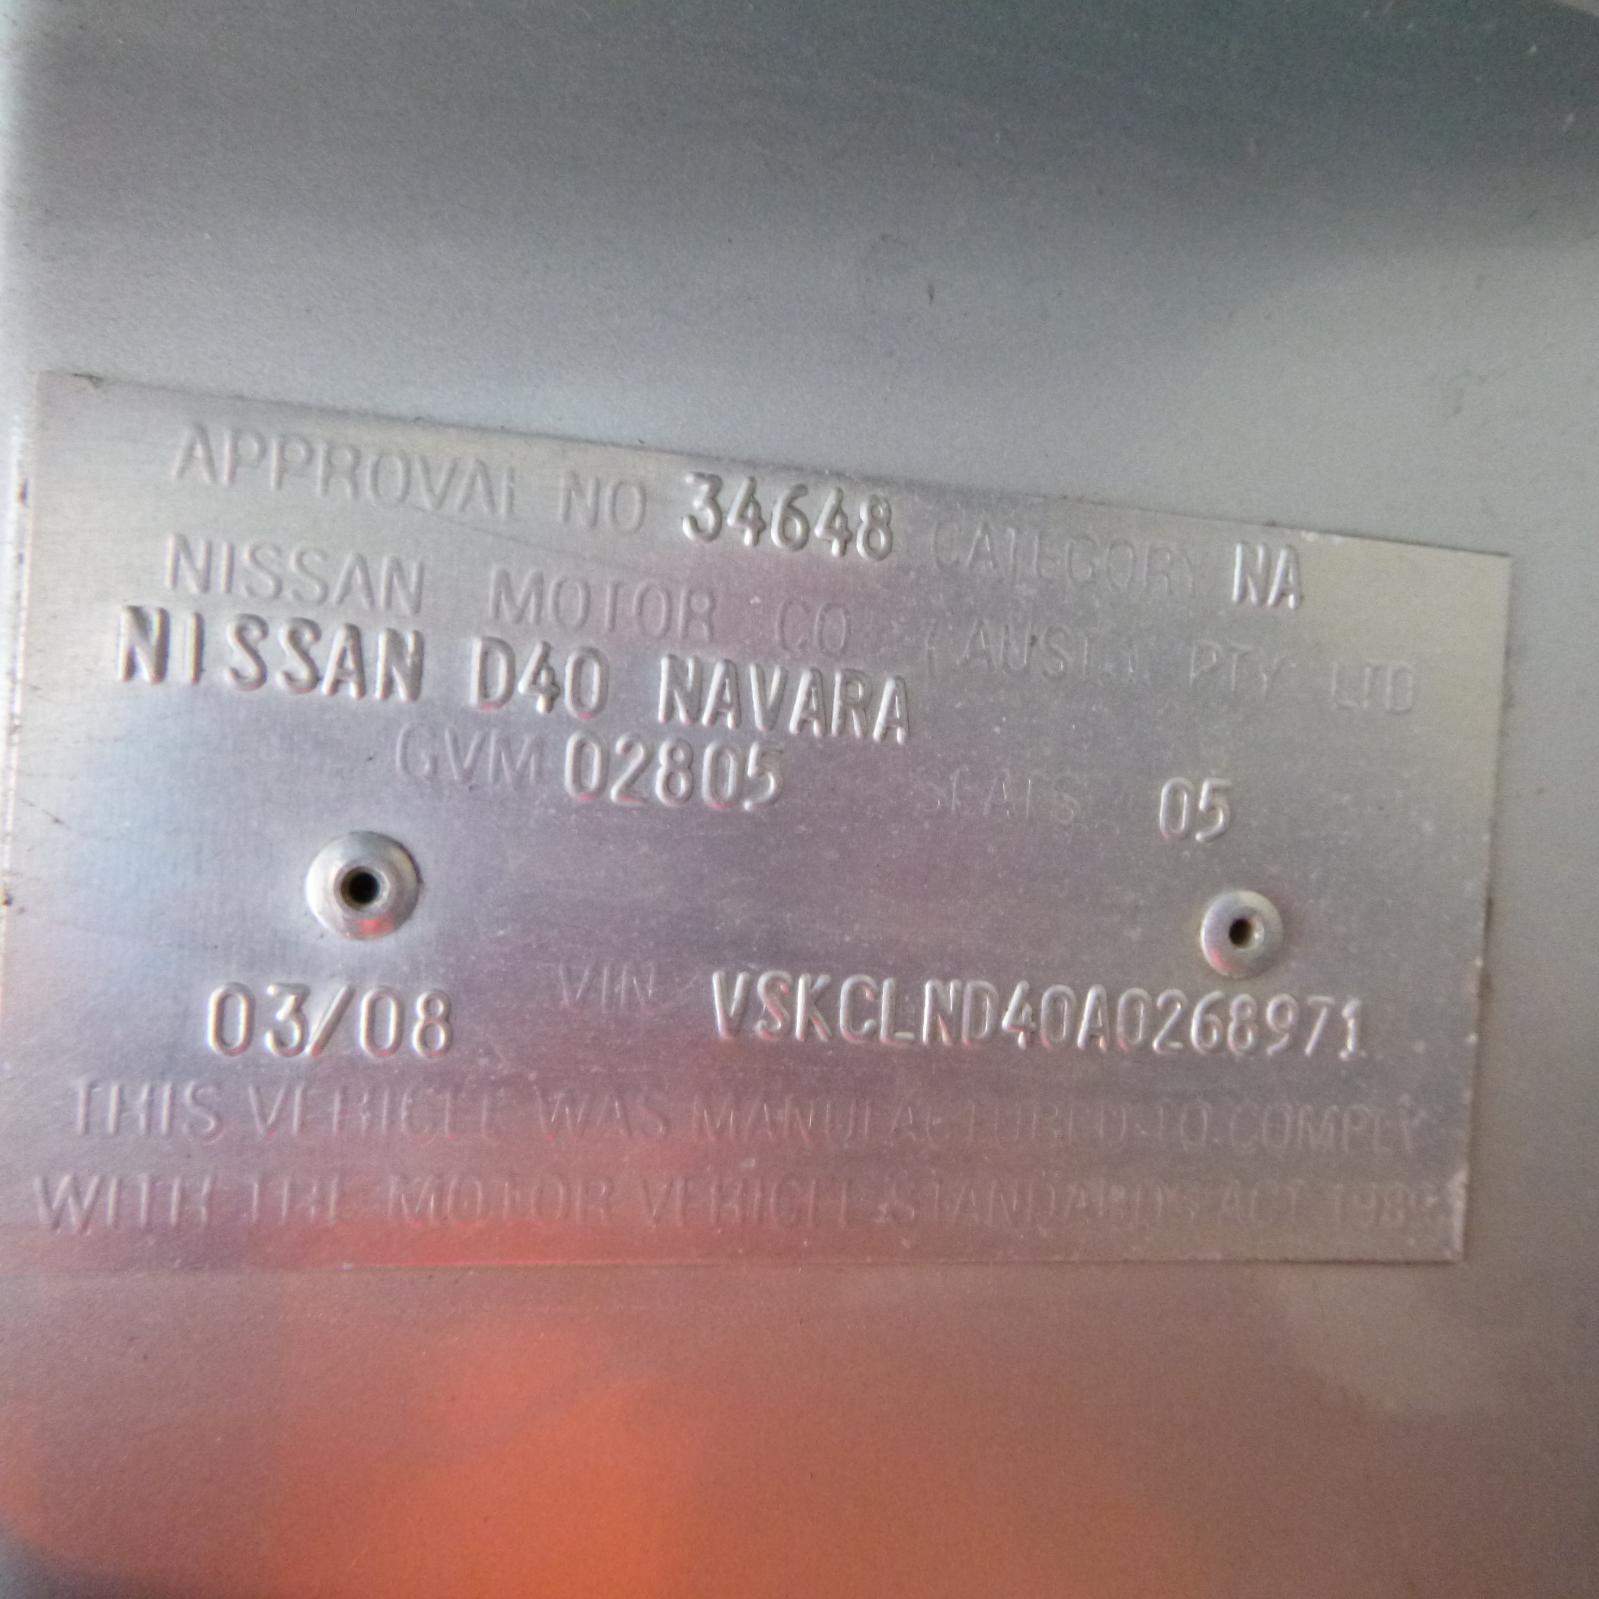 APPROVAL NO 34648 CATEGORY NA
NISSAN MOTOR CO (AUST.) PTY LTD
NISSAN D40 NAVARA
GVM 02805 SEATS 05
03/08 VIN VSKCLND40A0268971
THIS VEHICLE WAS MANUFACTURED TO COMPLY
WITH THE MOTOR VEHICLE STANDARDS ACT 1989